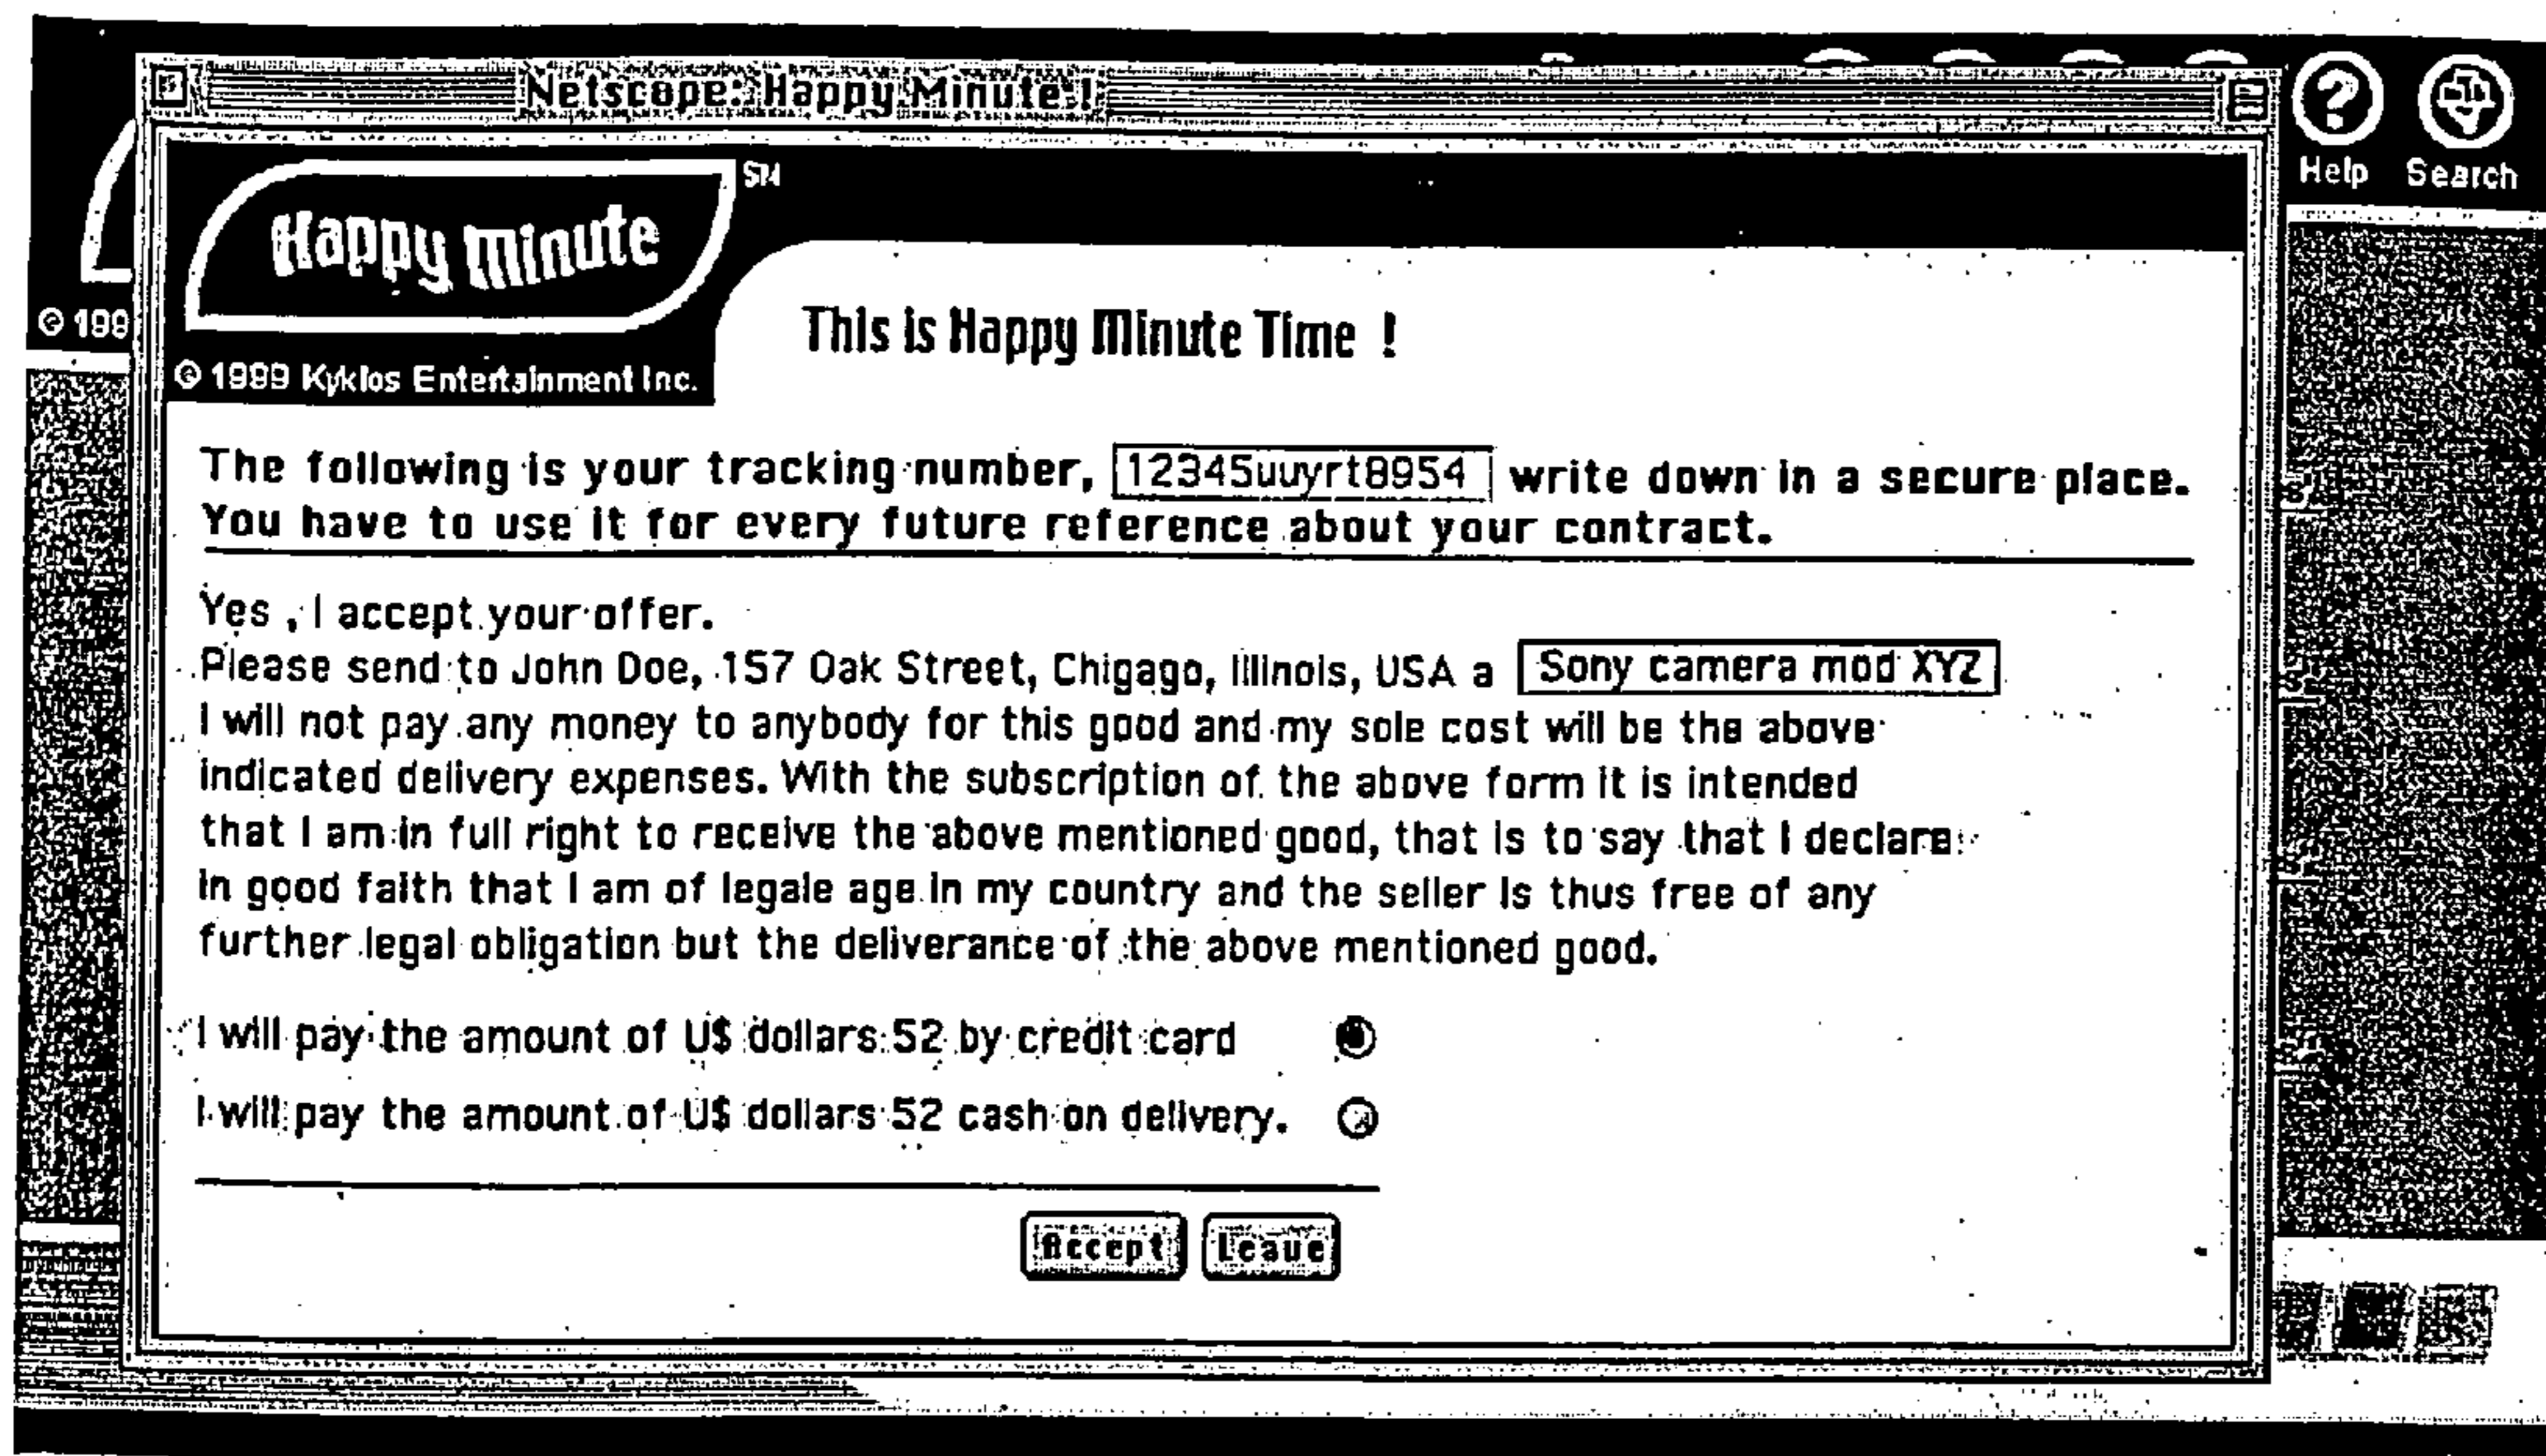 Netscape: Happy Minute !
Help Search
Happy Minute SM
© 199
© 1999 Kyklos Entertainment Inc.
This is Happy Minute Time !
The following is your tracking number, 12345uuyrt8954 write down in a secure place.
You have to use it for every future reference about your contract.
Yes , I accept your offer.
Please send to John Doe, 157 Oak Street, Chigago, Illinois, USA a Sony camera mod XYZ
I will not pay any money to anybody for this good and my sole cost will be the above
indicated delivery expenses. With the subscription of the above form it is intended
that I am in full right to receive the above mentioned good, that is to say that I declare
in good faith that I am of legale age in my country and the seller is thus free of any
further legal obligation but the deliverance of the above mentioned good.
I will pay the amount of U$ dollars 52 by credit card
I will pay the amount of U$ dollars 52 cash on delivery.
Accept Leave